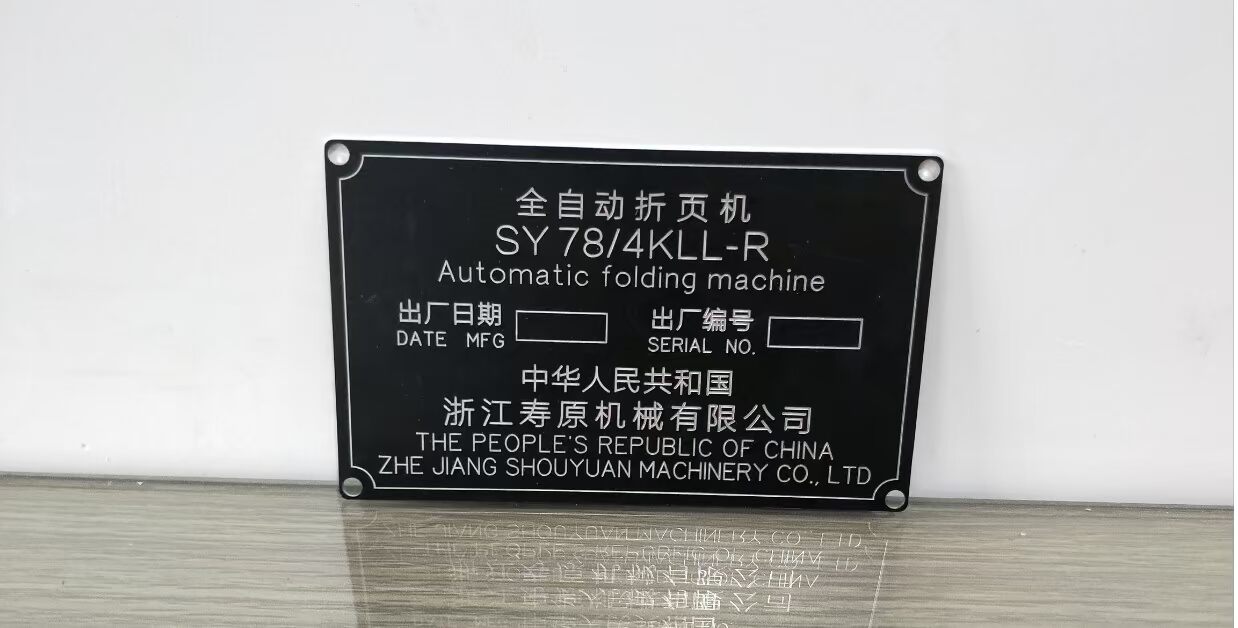 全自动折页机
SY 78/4KLL-R
Automatic folding machine
出厂日期 出厂编号
DATE MFG SERIAL NO.
中华人民共和国
浙江寿原机械有限公司
THE PEOPLE'S REPUBLIC OF CHINA
ZHE JIANG SHOUYUAN MACHINERY CO., LTD